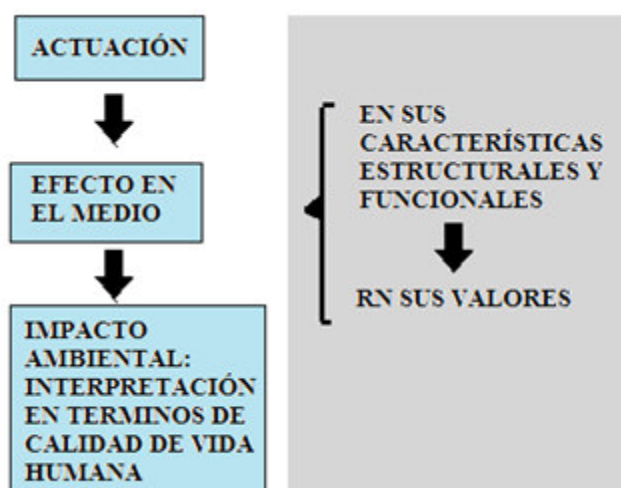 ACTUACIÓN
EFECTO EN
EL MEDIO
IMPACTO
AMBIENTAL:
INTERPRETACIÓN
EN TERMINOS DE
CALIDAD DE VIDA
HUMANA
EN SUS
CARACTERÍSTICAS
ESTRUCTURALES Y
FUNCIONALES
RN SUS VALORES